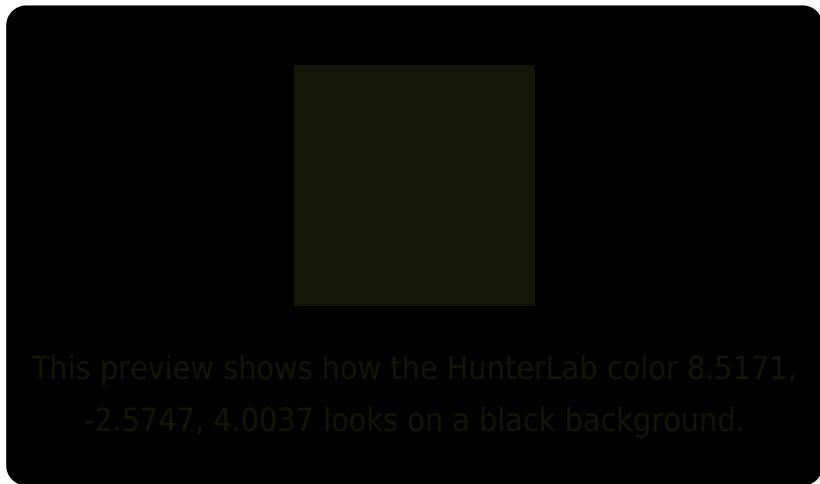 This preview shows how the HunterLab color 8.5171,
-2.5747, 4.0037 looks on a black background.